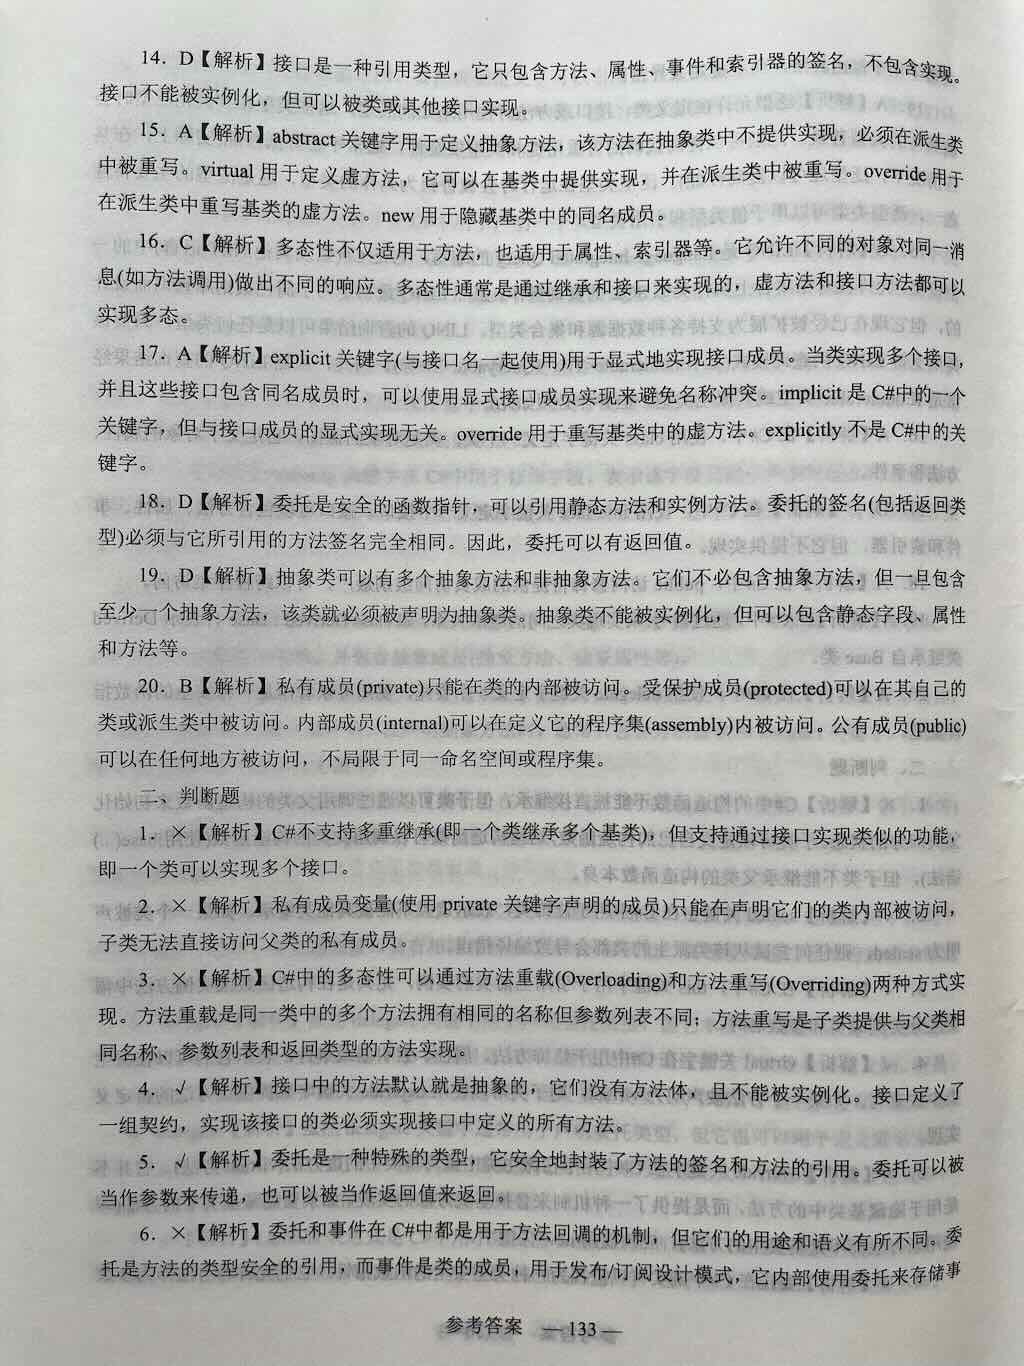 14．D【解析】接口是一种引用类型，它只包含方法、属性、事件和索引器的签名，不包含实现。
接口不能被实例化，但可以被类或其他接口实现。
15．A【解析】abstract 关键字用于定义抽象方法，该方法在抽象类中不提供实现，必须在派生类
中被重写。virtual 用于定义虚方法，它可以在基类中提供实现，并在派生类中被重写。override 用于
在派生类中重写基类的虚方法。new 用于隐藏基类中的同名成员。
16．C【解析】多态性不仅适用于方法，也适用于属性、索引器等。它允许不同的对象对同一消
息(如方法调用)做出不同的响应。多态性通常是通过继承和接口来实现的，虚方法和接口方法都可以
实现多态。
17．A【解析】explicit 关键字(与接口名一起使用)用于显式地实现接口成员。当类实现多个接口，
并且这些接口包含同名成员时，可以使用显式接口成员实现来避免名称冲突。implicit 是 C#中的一个
关键字，但与接口成员的显式实现无关。override 用于重写基类中的虚方法。explicitly 不是 C#中的关
键字。
18．D【解析】委托是安全的函数指针，可以引用静态方法和实例方法。委托的签名(包括返回类
型)必须与它所引用的方法签名完全相同。因此，委托可以有返回值。
19．D【解析】抽象类可以有多个抽象方法和非抽象方法。它们不必包含抽象方法，但一旦包含
至少一个抽象方法，该类就必须被声明为抽象类。抽象类不能被实例化，但可以包含静态字段、属性
和方法等。
20．B【解析】私有成员(private)只能在类的内部被访问。受保护成员(protected)可以在其自己的
类或派生类中被访问。内部成员(internal)可以在定义它的程序集(assembly)内被访问。公有成员(public)
可以在任何地方被访问，不局限于同一命名空间或程序集。
二、判断题
1．×【解析】C#不支持多重继承(即一个类继承多个基类)，但支持通过接口实现类似的功能，
即一个类可以实现多个接口。
2．×【解析】私有成员变量(使用 private 关键字声明的成员)只能在声明它们的类内部被访问，
子类无法直接访问父类的私有成员。
3．×【解析】C#中的多态性可以通过方法重载(Overloading)和方法重写(Overriding)两种方式实
现。方法重载是同一类中的多个方法拥有相同的名称但参数列表不同；方法重写是子类提供与父类相
同名称、参数列表和返回类型的方法实现。
4．√【解析】接口中的方法默认就是抽象的，它们没有方法体，且不能被实例化。接口定义了
一组契约，实现该接口的类必须实现接口中定义的所有方法。
5．√【解析】委托是一种特殊的类型，它安全地封装了方法的签名和方法的引用。委托可以被
当作参数来传递，也可以被当作返回值来返回。
6．×【解析】委托和事件在 C#中都是用于方法回调的机制，但它们的用途和语义有所不同。委
托是方法的类型安全的引用，而事件是类的成员，用于发布/订阅设计模式，它内部使用委托来存储事
参考答案 — 133 —